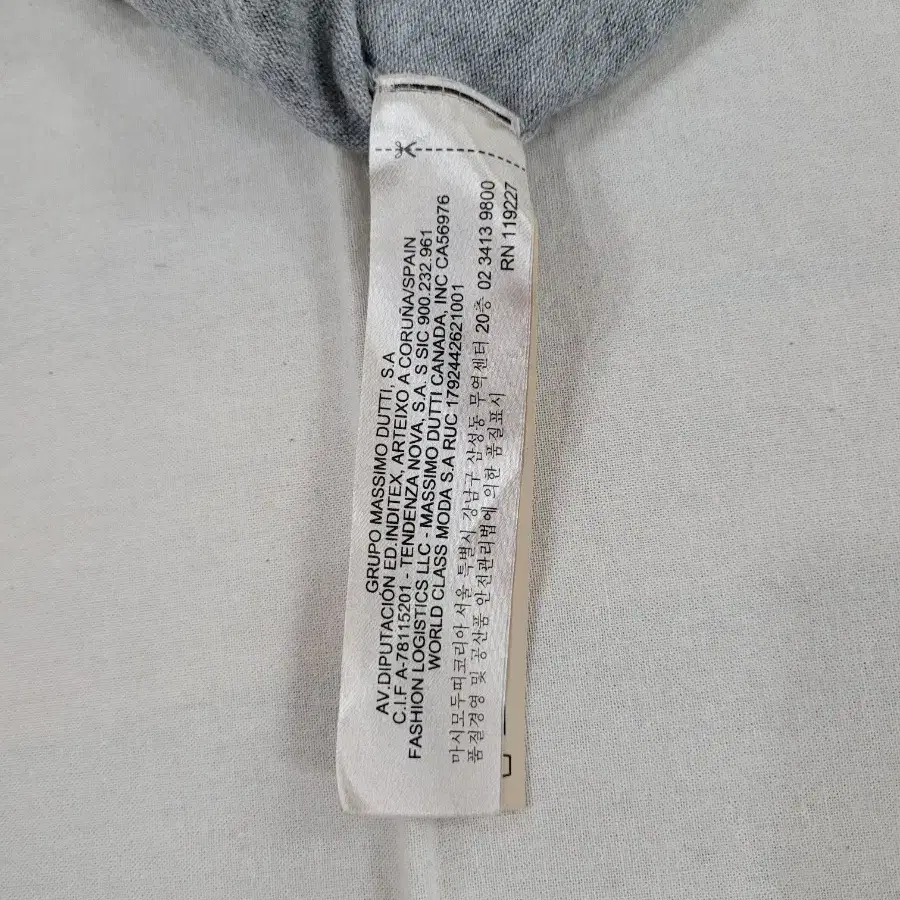 GRUPO MASSIMO DUTTI, S.A
AV.DIPUTACIÓN ED.INDITEX, ARTEIXO A CORUÑA/SPAIN
C.I.F A-78115201 - TENDENZA NOVA, S.A. S SIC 900.232.961
FASHION LOGISTICS LLC - MASSIMO DUTTI CANADA, INC CA56976
WORLD CLASS MODA S.A RUC 1792442621001
마시모두띠코리아 서울 특별시 강남구 삼성동 무역센터 20층 02 3413 9800
품질경영 및 공산품 안전관리법에 의한 품질표시
RN 119227